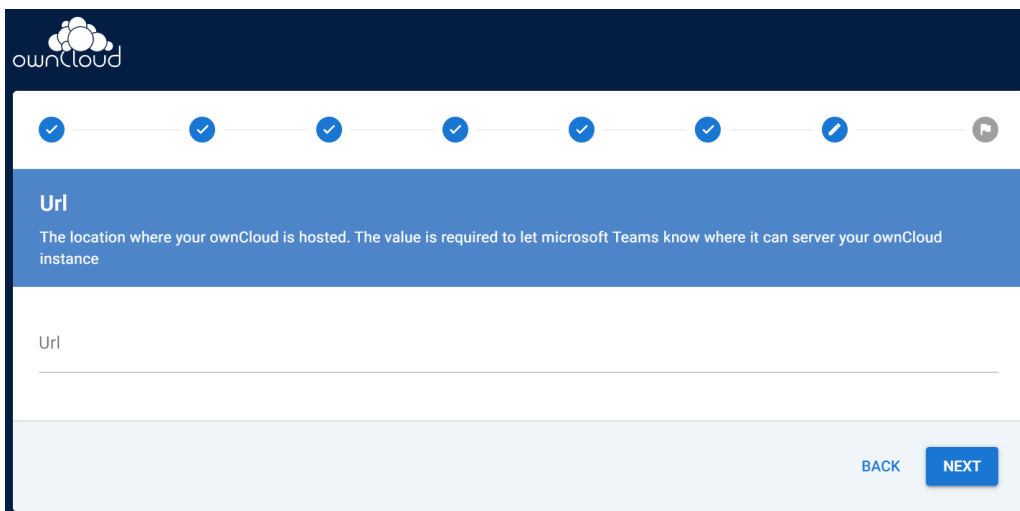 ownCloud
Url
The location where your ownCloud is hosted. The value is required to let microsoft Teams know where it can server your ownCloud
instance
Url
BACK NEXT